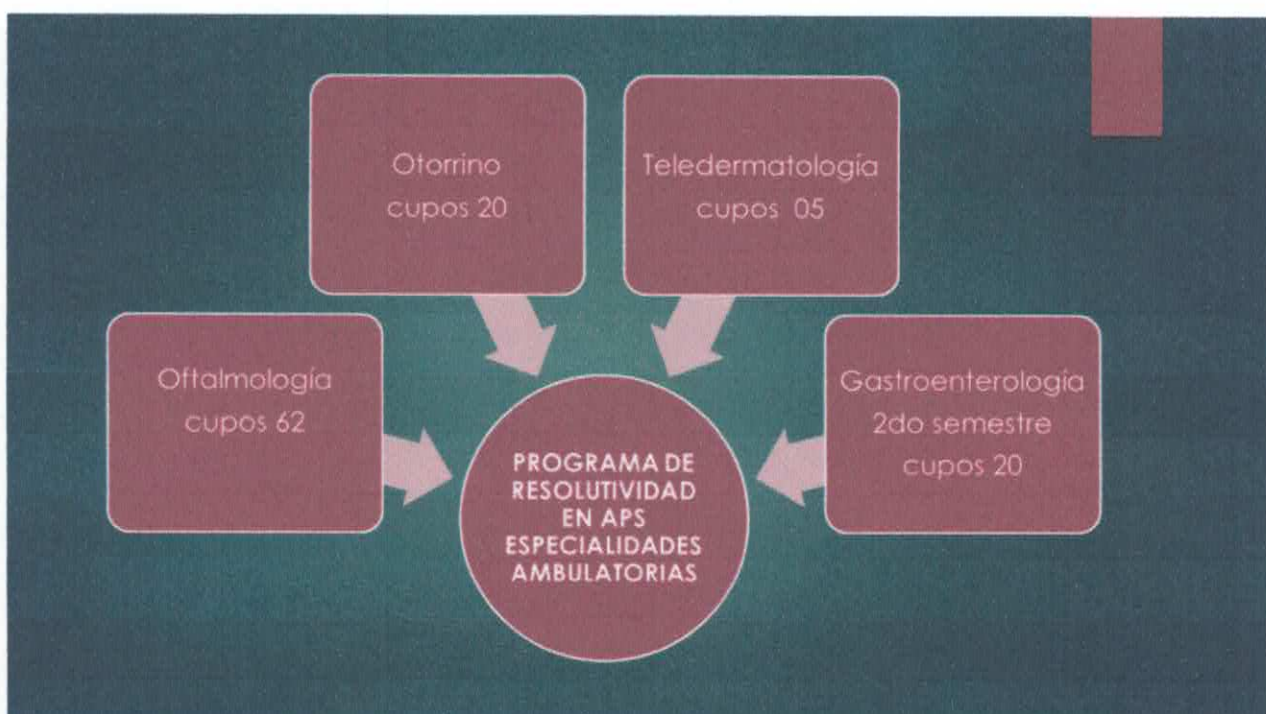 Oftalmología
cupos 62
Otorrino
cupos 20
Teledermatología
cupos 05
Gastroenterología
2do semestre
cupos 20
PROGRAMA DE
RESOLUTIVIDAD
EN APS
ESPECIALIDADES
AMBULATORIAS